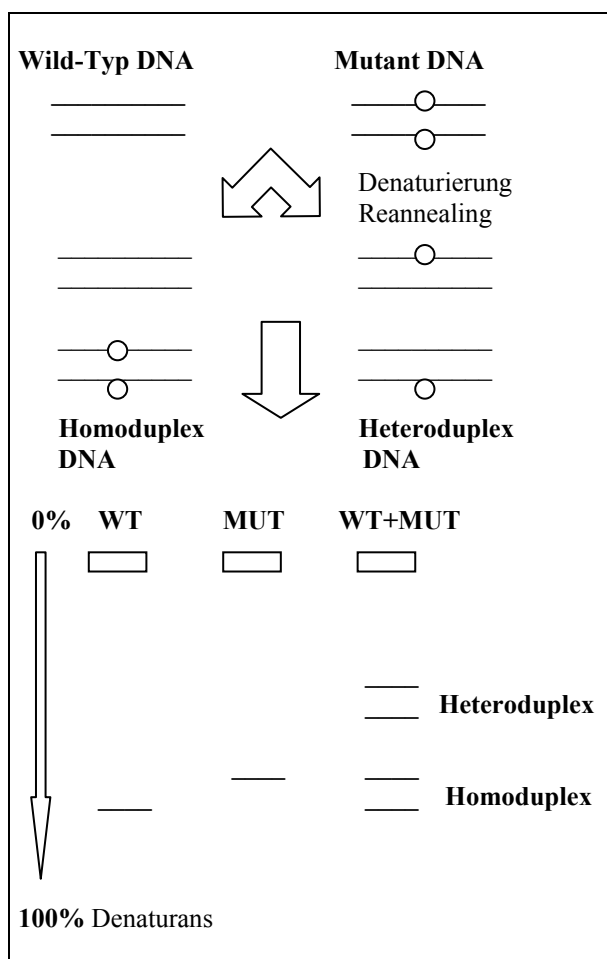 Wild-Typ DNA
Mutant DNA
Denaturierung
Reannealing
Homoduplex
DNA
Heteroduplex
DNA
0% WT MUT WT+MUT
Heteroduplex
Homoduplex
100% Denaturans